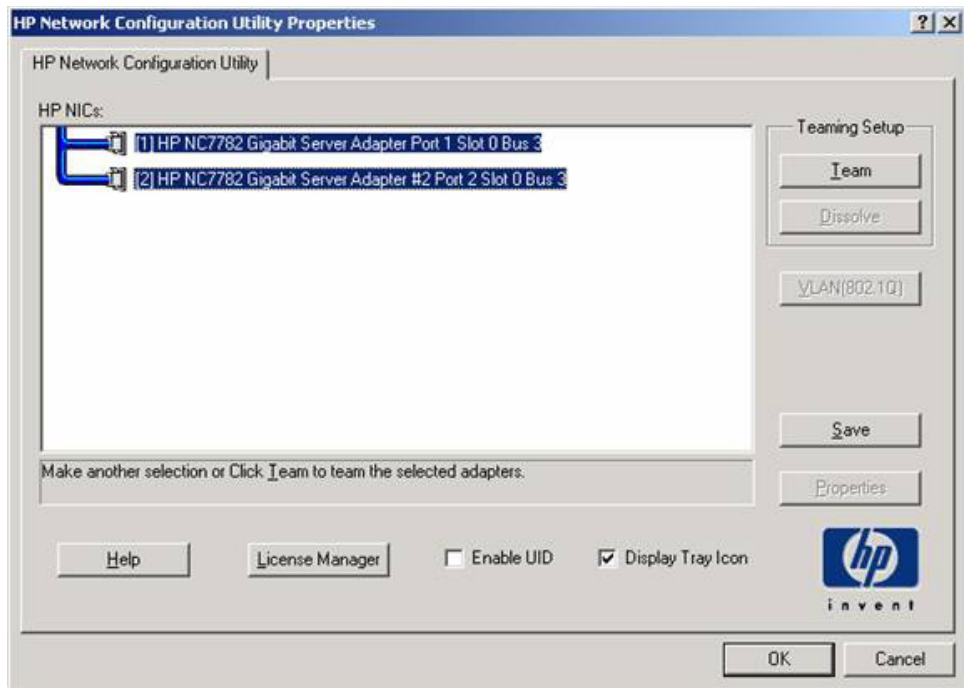 HP Network Configuration Utility Properties
HP Network Configuration Utility
HP NICs:
[1] HP NC7782 Gigabit Server Adapter Port 1 Slot 0 Bus 3
[2] HP NC7782 Gigabit Server Adapter #2 Port 2 Slot 0 Bus 3
Teaming Setup
Team
Dissolve
VLAN(802.1Q)
Save
Make another selection or Click Team to team the selected adapters.
Properties
Help
License Manager
Enable UID
Display Tray Icon
hp
invent
OK
Cancel